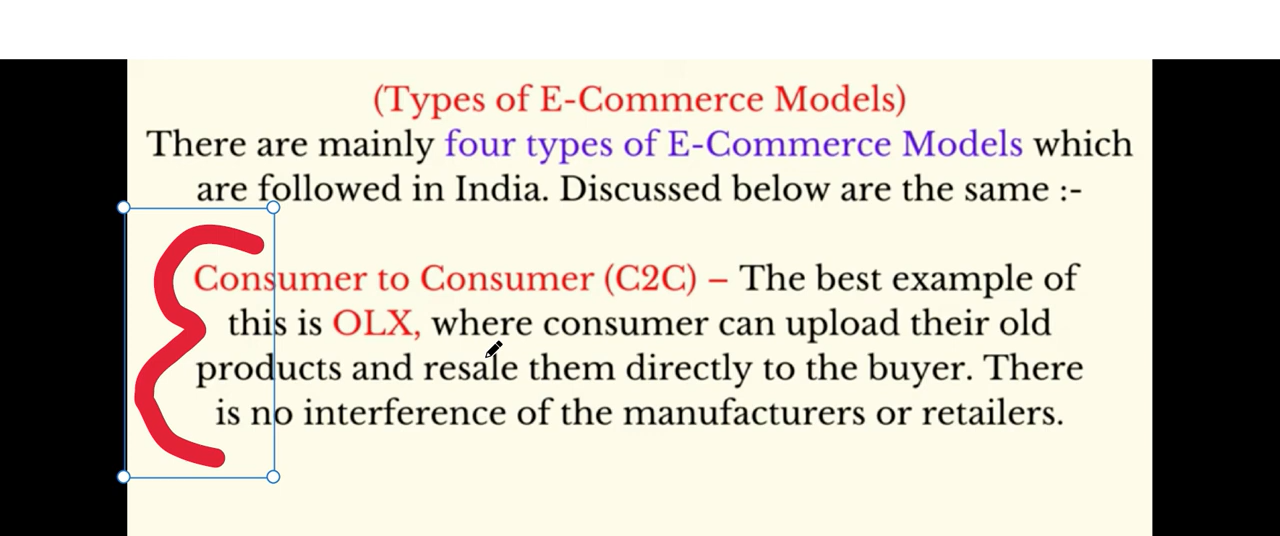 (Types of E-Commerce Models)
There are mainly four types of E-Commerce Models which
are followed in India. Discussed below are the same :-
Consumer to Consumer (C2C) – The best example of
this is OLX, where consumer can upload their old
products and resale them directly to the buyer. There
is no interference of the manufacturers or retailers.